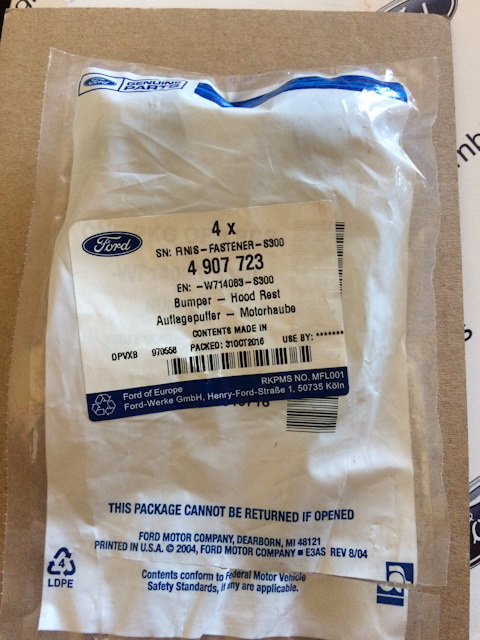 Ford
GENUINE
PARTS
Ford
4 x
SN: FINIS-FASTENER-S300
4 907 723
EN: -W714083-S300
Bumper - Hood Rest
Auflagepuffer - Motorhaube
CONTENTS MADE IN
DPVXB 970558 PACKED: 31OCT2016 USE BY: *******
RKPMS NO. MFL001
Ford of Europe
Ford-Werke GmbH, Henry-Ford-Straße 1, 50735 Köln
THIS PACKAGE CANNOT BE RETURNED IF OPENED
FORD MOTOR COMPANY, DEARBORN, MI 48121
PRINTED IN U.S.A. © 2004, FORD MOTOR COMPANY ■ E3AS REV 8/04
4
LDPE
Contents conform to Federal Motor Vehicle
Safety Standards, if any are applicable.